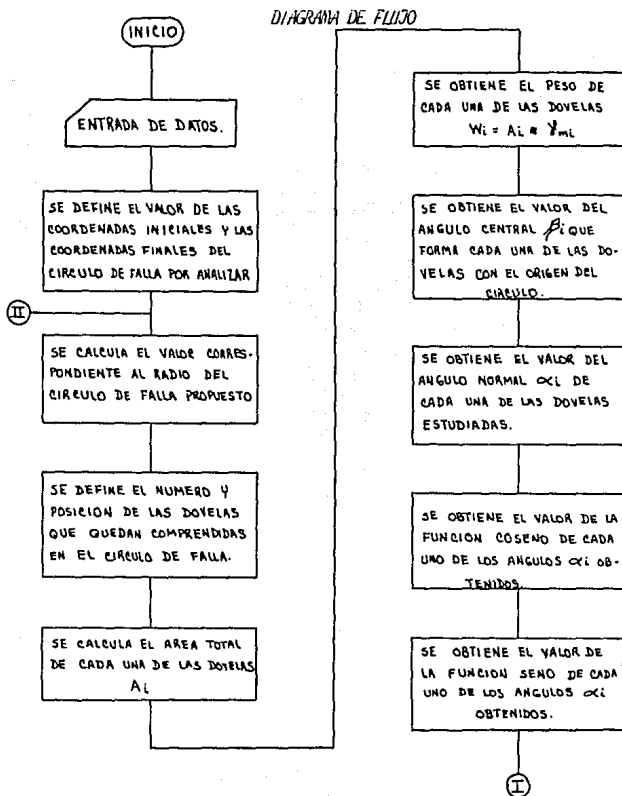 DIAGRAMA DE FLUJO
INICIO
ENTRADA DE DATOS.
SE DEFINE EL VALOR DE LAS
COORDENADAS INICIALES Y LAS
COORDENADAS FINALES DEL
CIRCULO DE FALLA POR ANALIZAR
II
SE CALCULA EL VALOR CORRES-
PONDIENTE AL RADIO DEL
CIRCULO DE FALLA PROPUESTO
SE DEFINE EL NUMERO Y
POSICION DE LAS DOVELAS
QUE QUEDAN COMPRENDIDAS
EN EL CIRCULO DE FALLA.
SE CALCULA EL AREA TOTAL
DE CADA UNA DE LAS DOVELAS
Ai
SE OBTIENE EL PESO DE
CADA UNA DE LAS DOVELAS
Wi = Ai * γmi
SE OBTIENE EL VALOR DEL
ANGULO CENTRAL βi QUE
FORMA CADA UNA DE LAS DO-
VELAS CON EL ORIGEN DEL
CIRCULO.
SE OBTIENE EL VALOR DEL
ANGULO NORMAL αi DE
CADA UNA DE LAS DOVELAS
ESTUDIADAS.
SE OBTIENE EL VALOR DE LA
FUNCION COSENO DE CADA
UNO DE LOS ANGULOS αi OB-
TENIDOS.
SE OBTIENE EL VALOR DE
LA FUNCION SENO DE CADA
UNO DE LOS ANGULOS αi
OBTENIDOS.
I